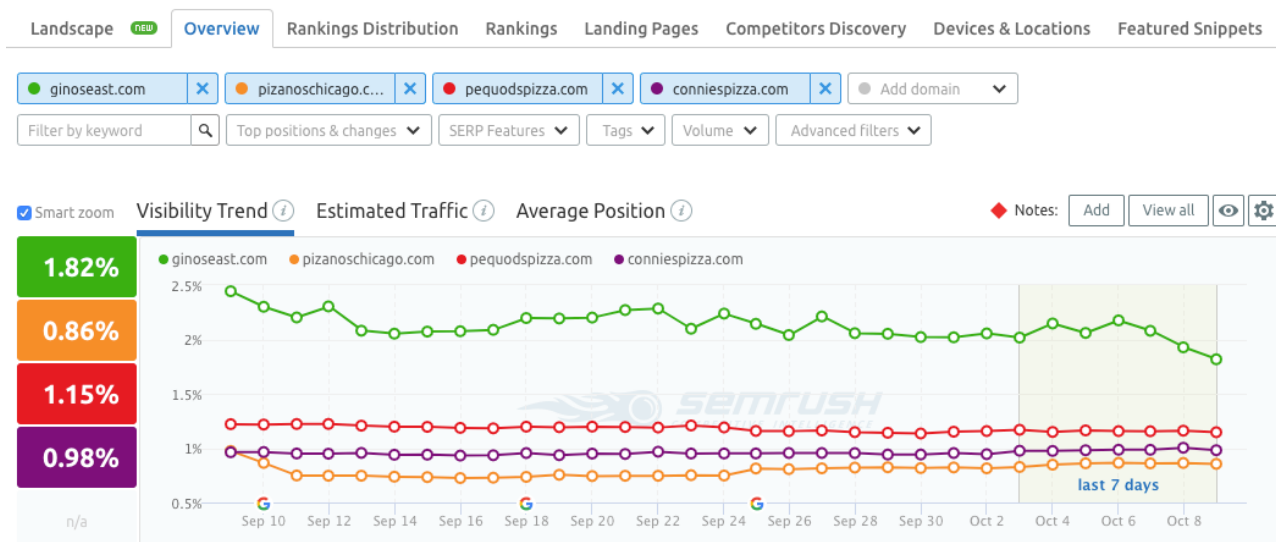 Landscape NEW Overview Rankings Distribution Rankings Landing Pages Competitors Discovery Devices & Locations Featured Snippets
ginoseast.com pizanoschicago.c... pequodspizza.com conniespizza.com Add domain
Filter by keyword Top positions & changes SERP Features Tags Volume Advanced filters
Smart zoom Visibility Trend i Estimated Traffic i Average Position i Notes: Add View all
1.82%
0.86%
1.15%
0.98%
n/a
ginoseast.com pizanoschicago.com pequodspizza.com conniespizza.com
2.5%
2%
1.5%
1%
0.5%
semrush
last 7 days
G G G
Sep 10 Sep 12 Sep 14 Sep 16 Sep 18 Sep 20 Sep 22 Sep 24 Sep 26 Sep 28 Sep 30 Oct 2 Oct 4 Oct 6 Oct 8